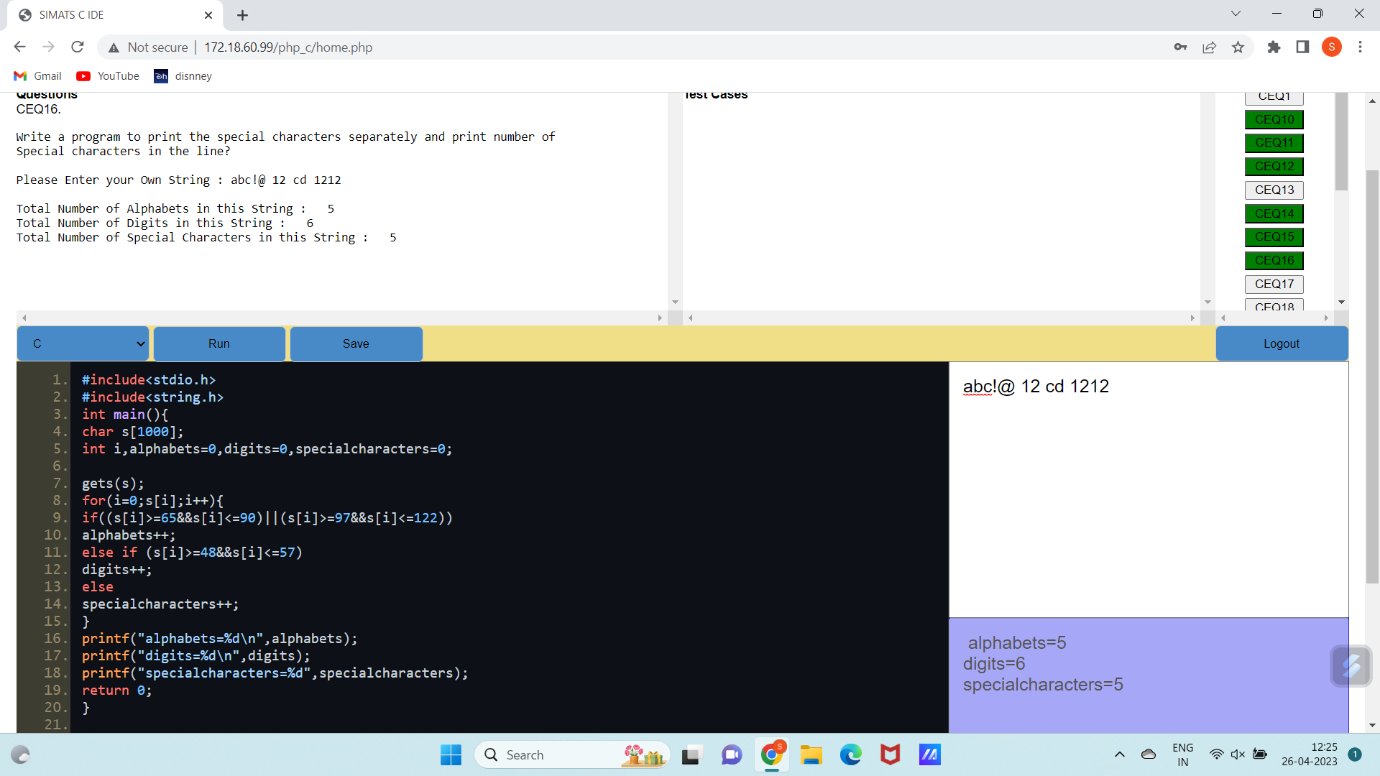 SIMATS C IDE
Not secure | 172.18.60.99/php_c/home.php
Gmail YouTube disnney
Questions
CEQ16.
Write a program to print the special characters separately and print number of
Special characters in the line?
Please Enter your Own String : abc!@ 12 cd 1212
Total Number of Alphabets in this String : 5
Total Number of Digits in this String : 6
Total Number of Special Characters in this String : 5
Test Cases
CEQ1
CEQ10
CEQ11
CEQ12
CEQ13
CEQ14
CEQ15
CEQ16
CEQ17
CEQ18
C Run Save Logout
1. #include<stdio.h>
2. #include<string.h>
3. int main(){
4. char s[1000];
5. int i,alphabets=0,digits=0,specialcharacters=0;
6.
7. gets(s);
8. for(i=0;s[i];i++){
9. if((s[i]>=65&&s[i]<=90)||(s[i]>=97&&s[i]<=122))
10. alphabets++;
11. else if (s[i]>=48&&s[i]<=57)
12. digits++;
13. else
14. specialcharacters++;
15. }
16. printf("alphabets=%d\n",alphabets);
17. printf("digits=%d\n",digits);
18. printf("specialcharacters=%d",specialcharacters);
19. return 0;
20. }
21.
abc!@ 12 cd 1212
alphabets=5
digits=6
specialcharacters=5
Search
ENG
IN
12:25
26-04-2023
1